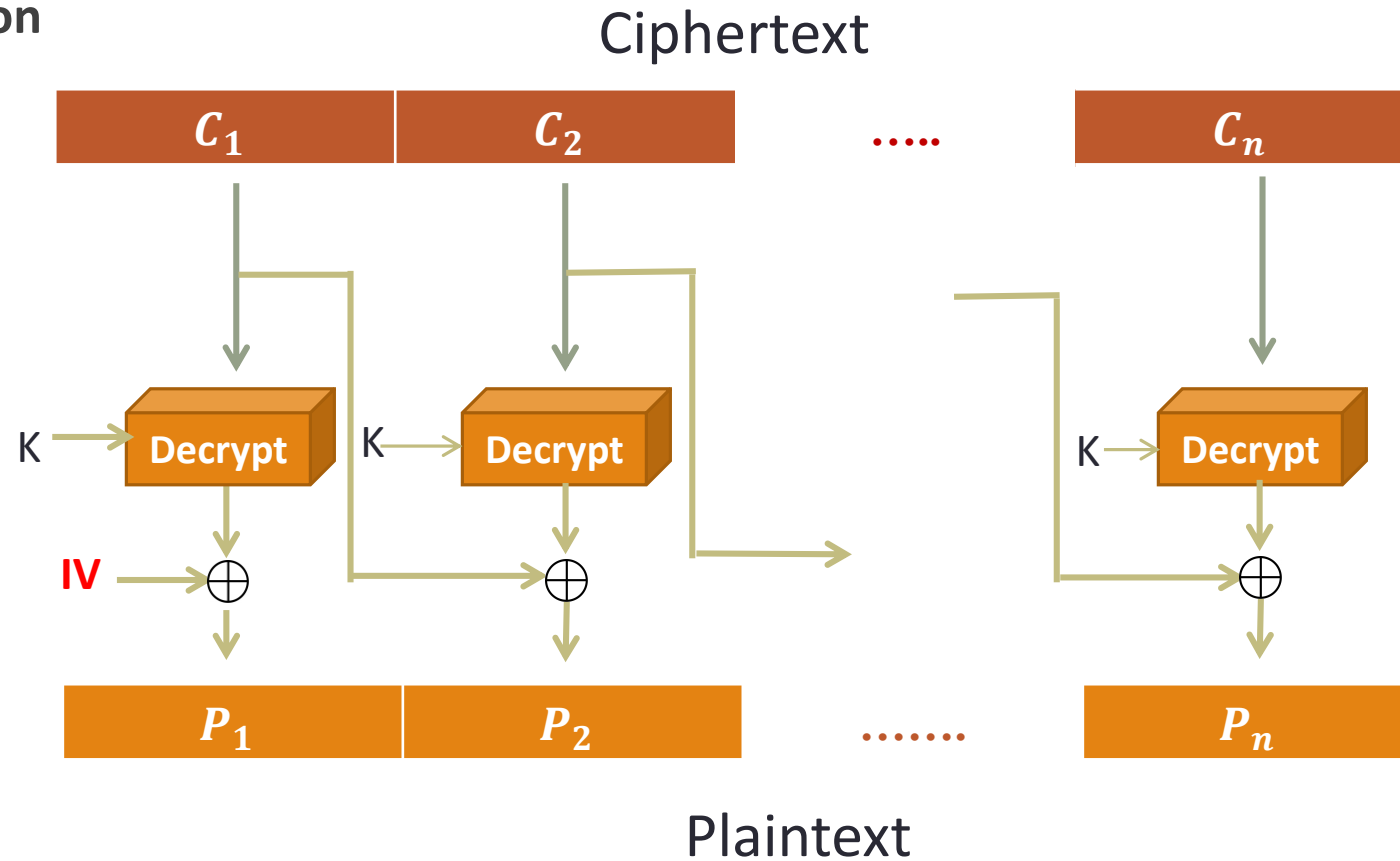 on
Ciphertext
C₁ C₂ ..... Cₙ
K Decrypt K Decrypt K Decrypt
IV
P₁ P₂ ....... Pₙ
Plaintext